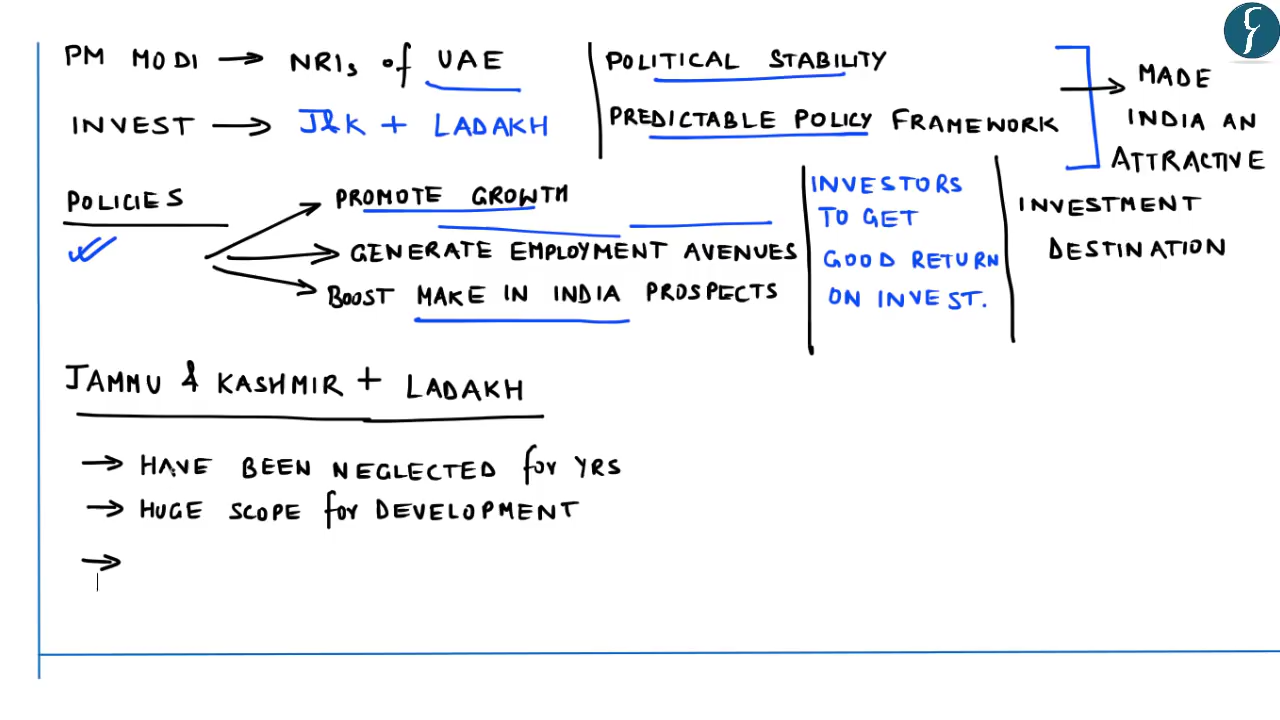 PM MODI → NRIs of UAE
INVEST → J&K + LADAKH
POLITICAL STABILITY
PREDICTABLE POLICY FRAMEWORK
→ MADE
INDIA AN
ATTRACTIVE
INVESTMENT
DESTINATION
POLICIES
→ PROMOTE GROWTH
→ GENERATE EMPLOYMENT AVENUES
→ BOOST MAKE IN INDIA PROSPECTS
INVESTORS
TO GET
GOOD RETURN
ON INVEST.
JAMMU & KASHMIR + LADAKH
→ HAVE BEEN NEGLECTED for YRS
→ HUGE SCOPE for DEVELOPMENT
→